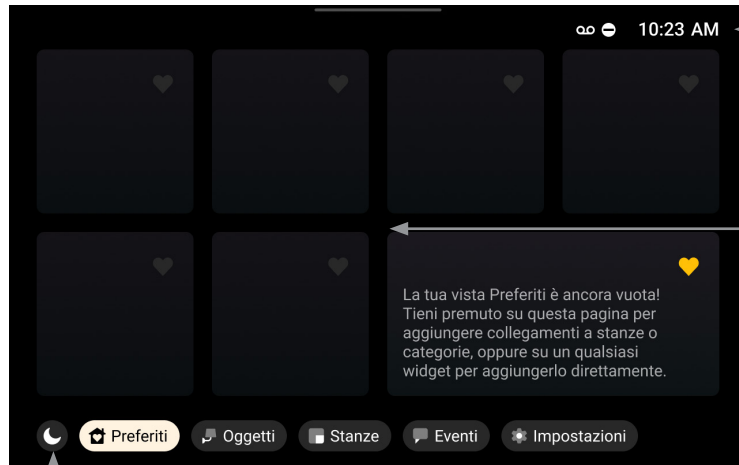 10:23 AM
La tua vista Preferiti è ancora vuota!
Tieni premuto su questa pagina per
aggiungere collegamenti a stanze o
categorie, oppure su un qualsiasi
widget per aggiungerlo direttamente.
Preferiti Oggetti Stanze Eventi Impostazioni